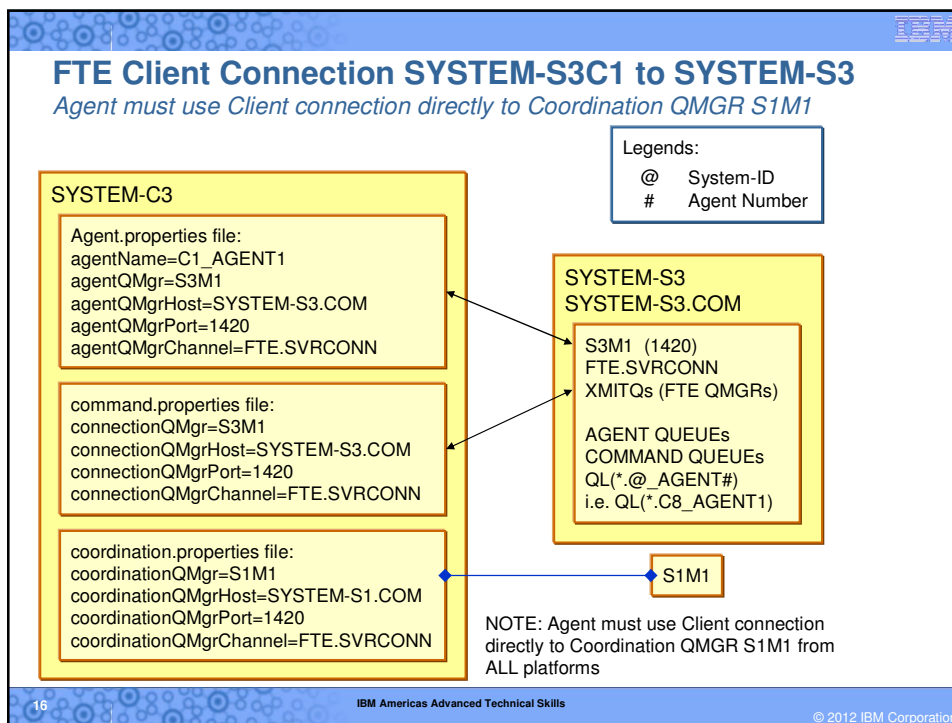 IBM
FTE Client Connection SYSTEM-S3C1 to SYSTEM-S3
Agent must use Client connection directly to Coordination QMGR S1M1
Legends:
@ System-ID
# Agent Number
SYSTEM-C3
Agent.properties file:
agentName=C1_AGENT1
agentQMgr=S3M1
agentQMgrHost=SYSTEM-S3.COM
agentQMgrPort=1420
agentQMgrChannel=FTE.SVRCONN
command.properties file:
connectionQMgr=S3M1
connectionQMgrHost=SYSTEM-S3.COM
connectionQMgrPort=1420
connectionQMgrChannel=FTE.SVRCONN
coordination.properties file:
coordinationQMgr=S1M1
coordinationQMgrHost=SYSTEM-S1.COM
coordinationQMgrPort=1420
coordinationQMgrChannel=FTE.SVRCONN
SYSTEM-S3
SYSTEM-S3.COM
S3M1 (1420)
FTE.SVRCONN
XMITQs (FTE QMGRs)
AGENT QUEUEs
COMMAND QUEUEs
QL(*.@_AGENT#)
i.e. QL(*.C8_AGENT1)
S1M1
NOTE: Agent must use Client connection
directly to Coordination QMGR S1M1 from
ALL platforms
16
IBM Americas Advanced Technical Skills
© 2012 IBM Corporatio